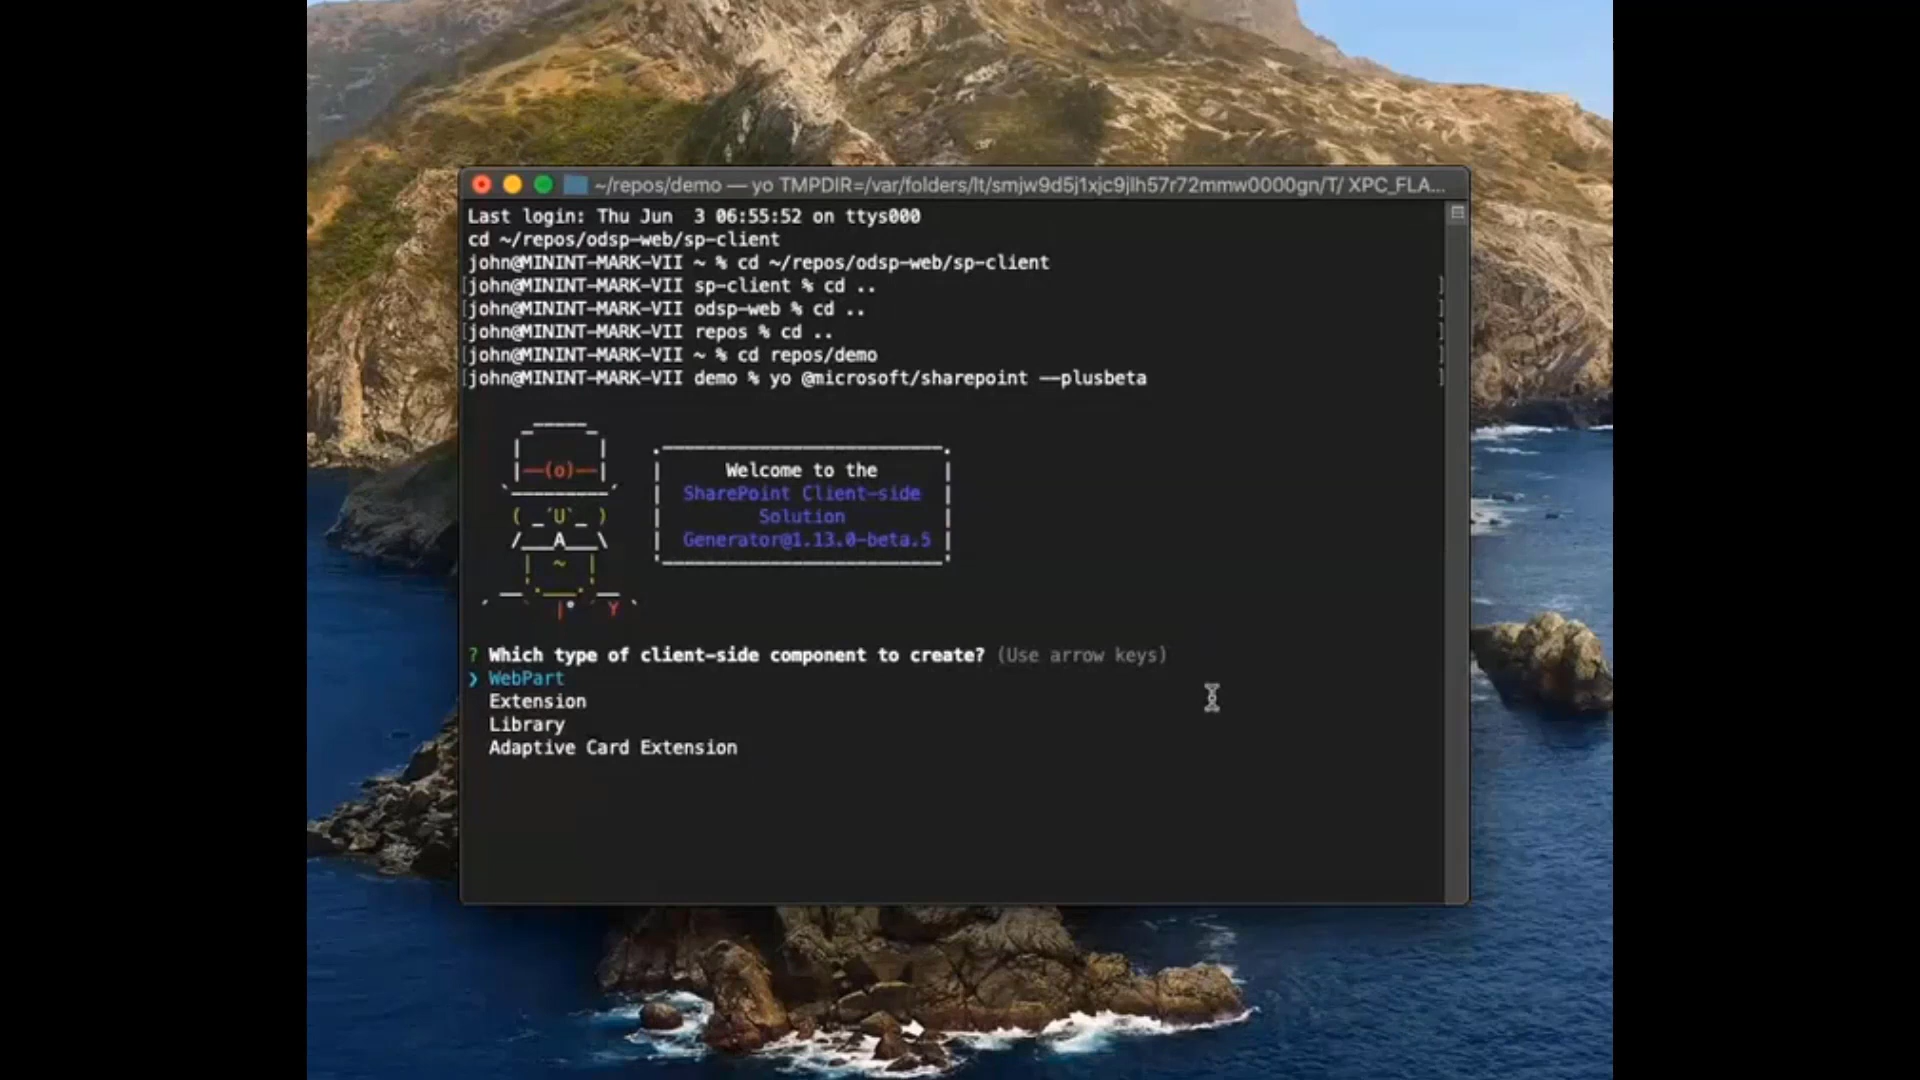 ~/repos/demo — yo TMPDIR=/var/folders/lt/smjw9d5j1xjc9jlh57r72mmw0000gn/T/ XPC_FLA...
Last login: Thu Jun  3 06:55:52 on ttys000
cd ~/repos/odsp-web/sp-client
john@MININT-MARK-VII ~ % cd ~/repos/odsp-web/sp-client
[john@MININT-MARK-VII sp-client % cd ..]
[john@MININT-MARK-VII odsp-web % cd ..]
[john@MININT-MARK-VII repos % cd ..]
[john@MININT-MARK-VII ~ % cd repos/demo]
[john@MININT-MARK-VII demo % yo @microsoft/sharepoint --plusbeta]
Welcome to the
SharePoint Client-side
Solution
Generator@1.13.0-beta.5
? Which type of client-side component to create? (Use arrow keys)
❯ WebPart
Extension
Library
Adaptive Card Extension